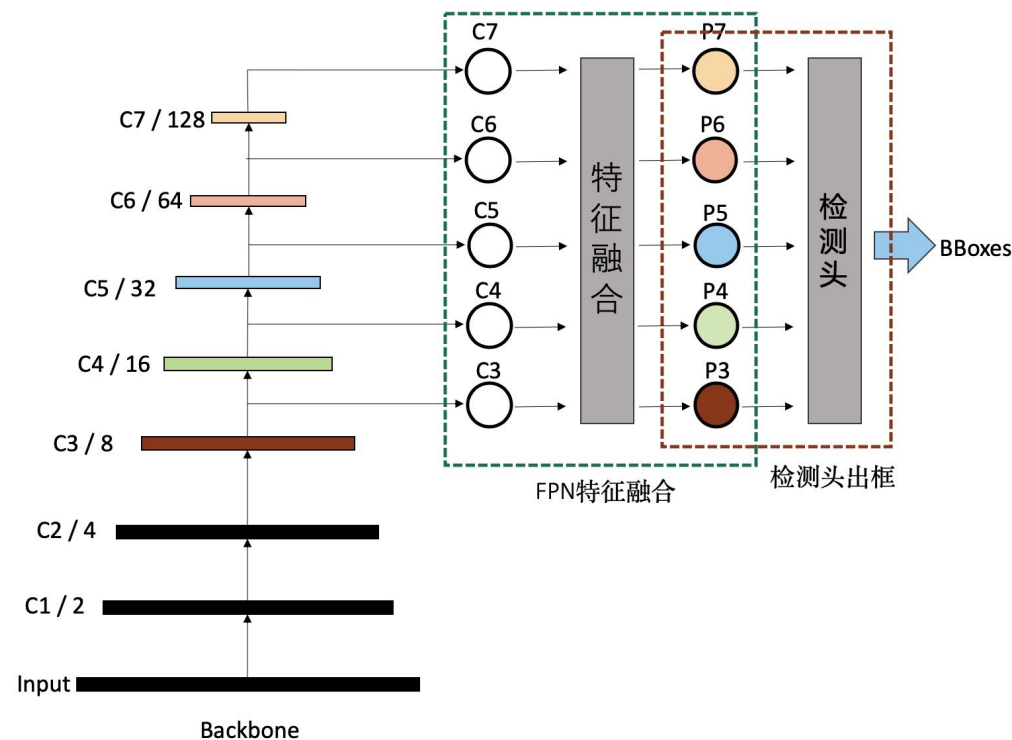 C7
P7
C7 / 128
C6
P6
C6 / 64
特征融合
检测头
C5
P5
BBoxes
C5 / 32
C4
P4
C4 / 16
C3
P3
C3 / 8
检测头出框
FPN特征融合
C2 / 4
C1 / 2
Input
Backbone